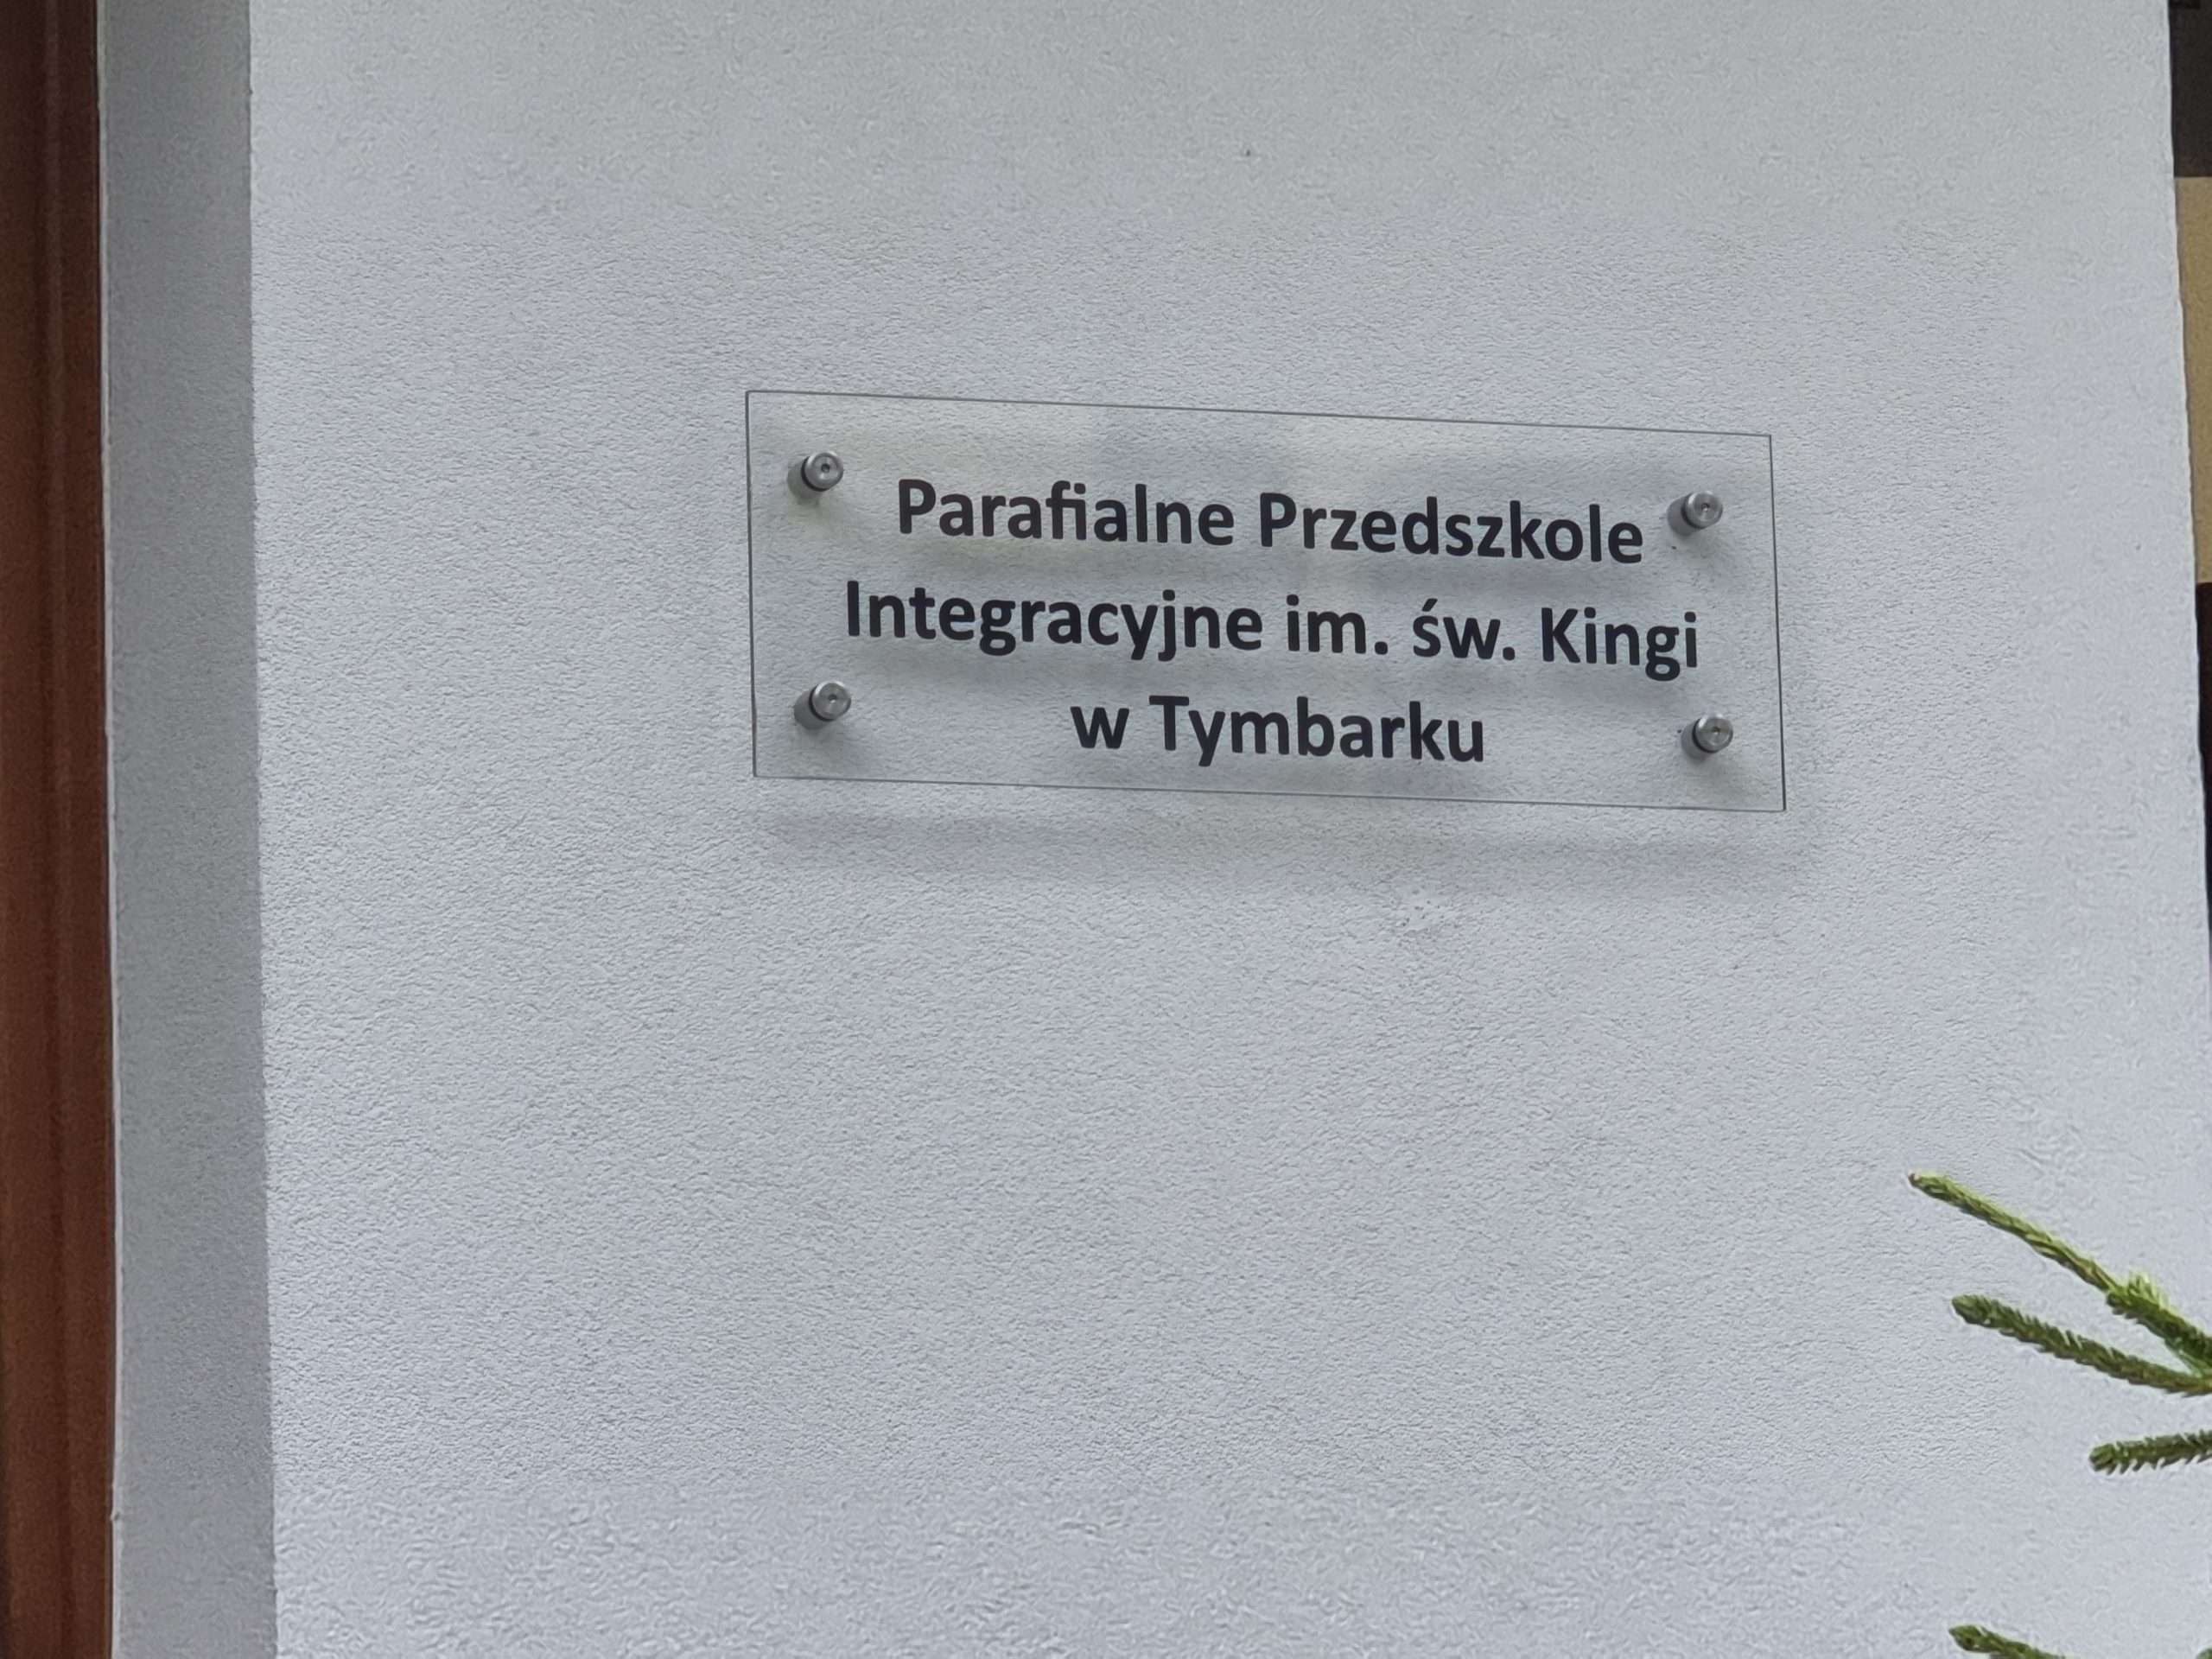 Parafialne Przedszkole
Integracyjne im. św. Kingi
w Tymbarku